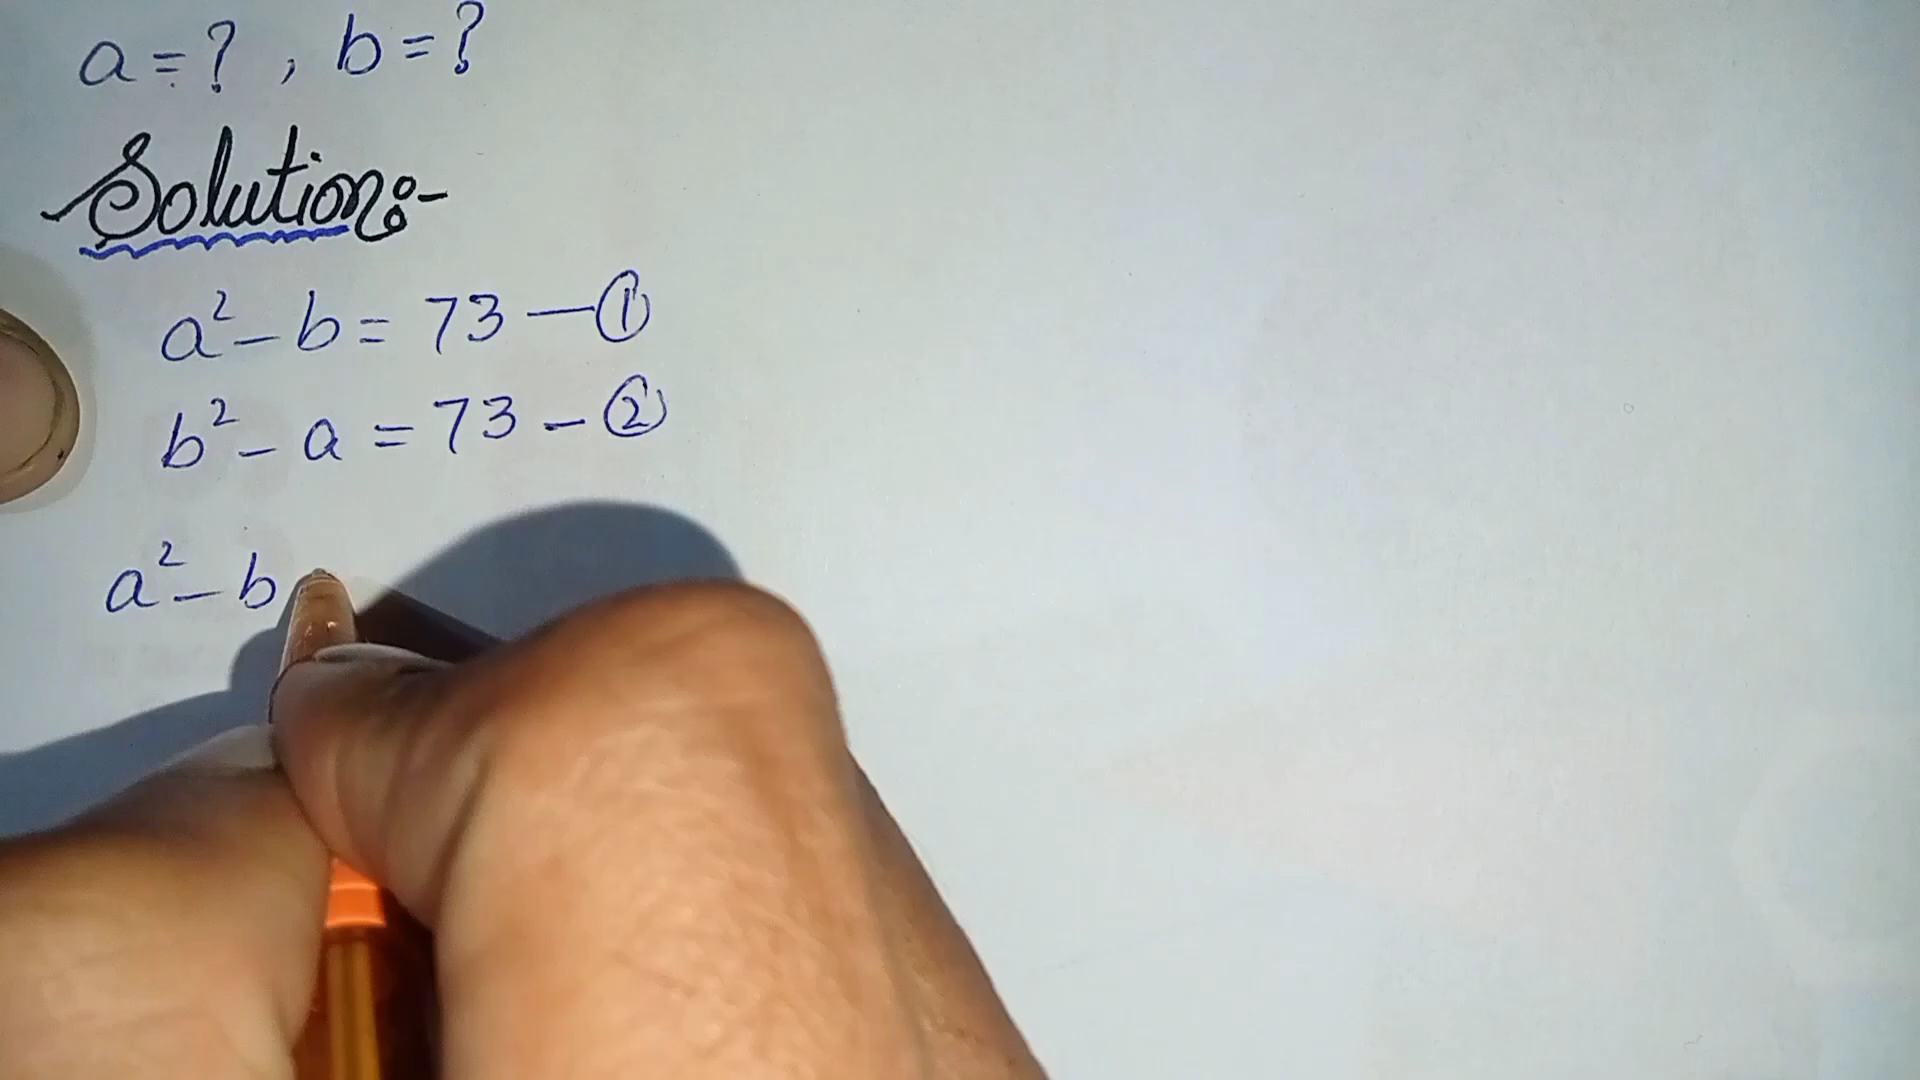 a = ? , b = ?
Solution:-
a² - b = 73 — ①
b² - a = 73 - ②
a² - b